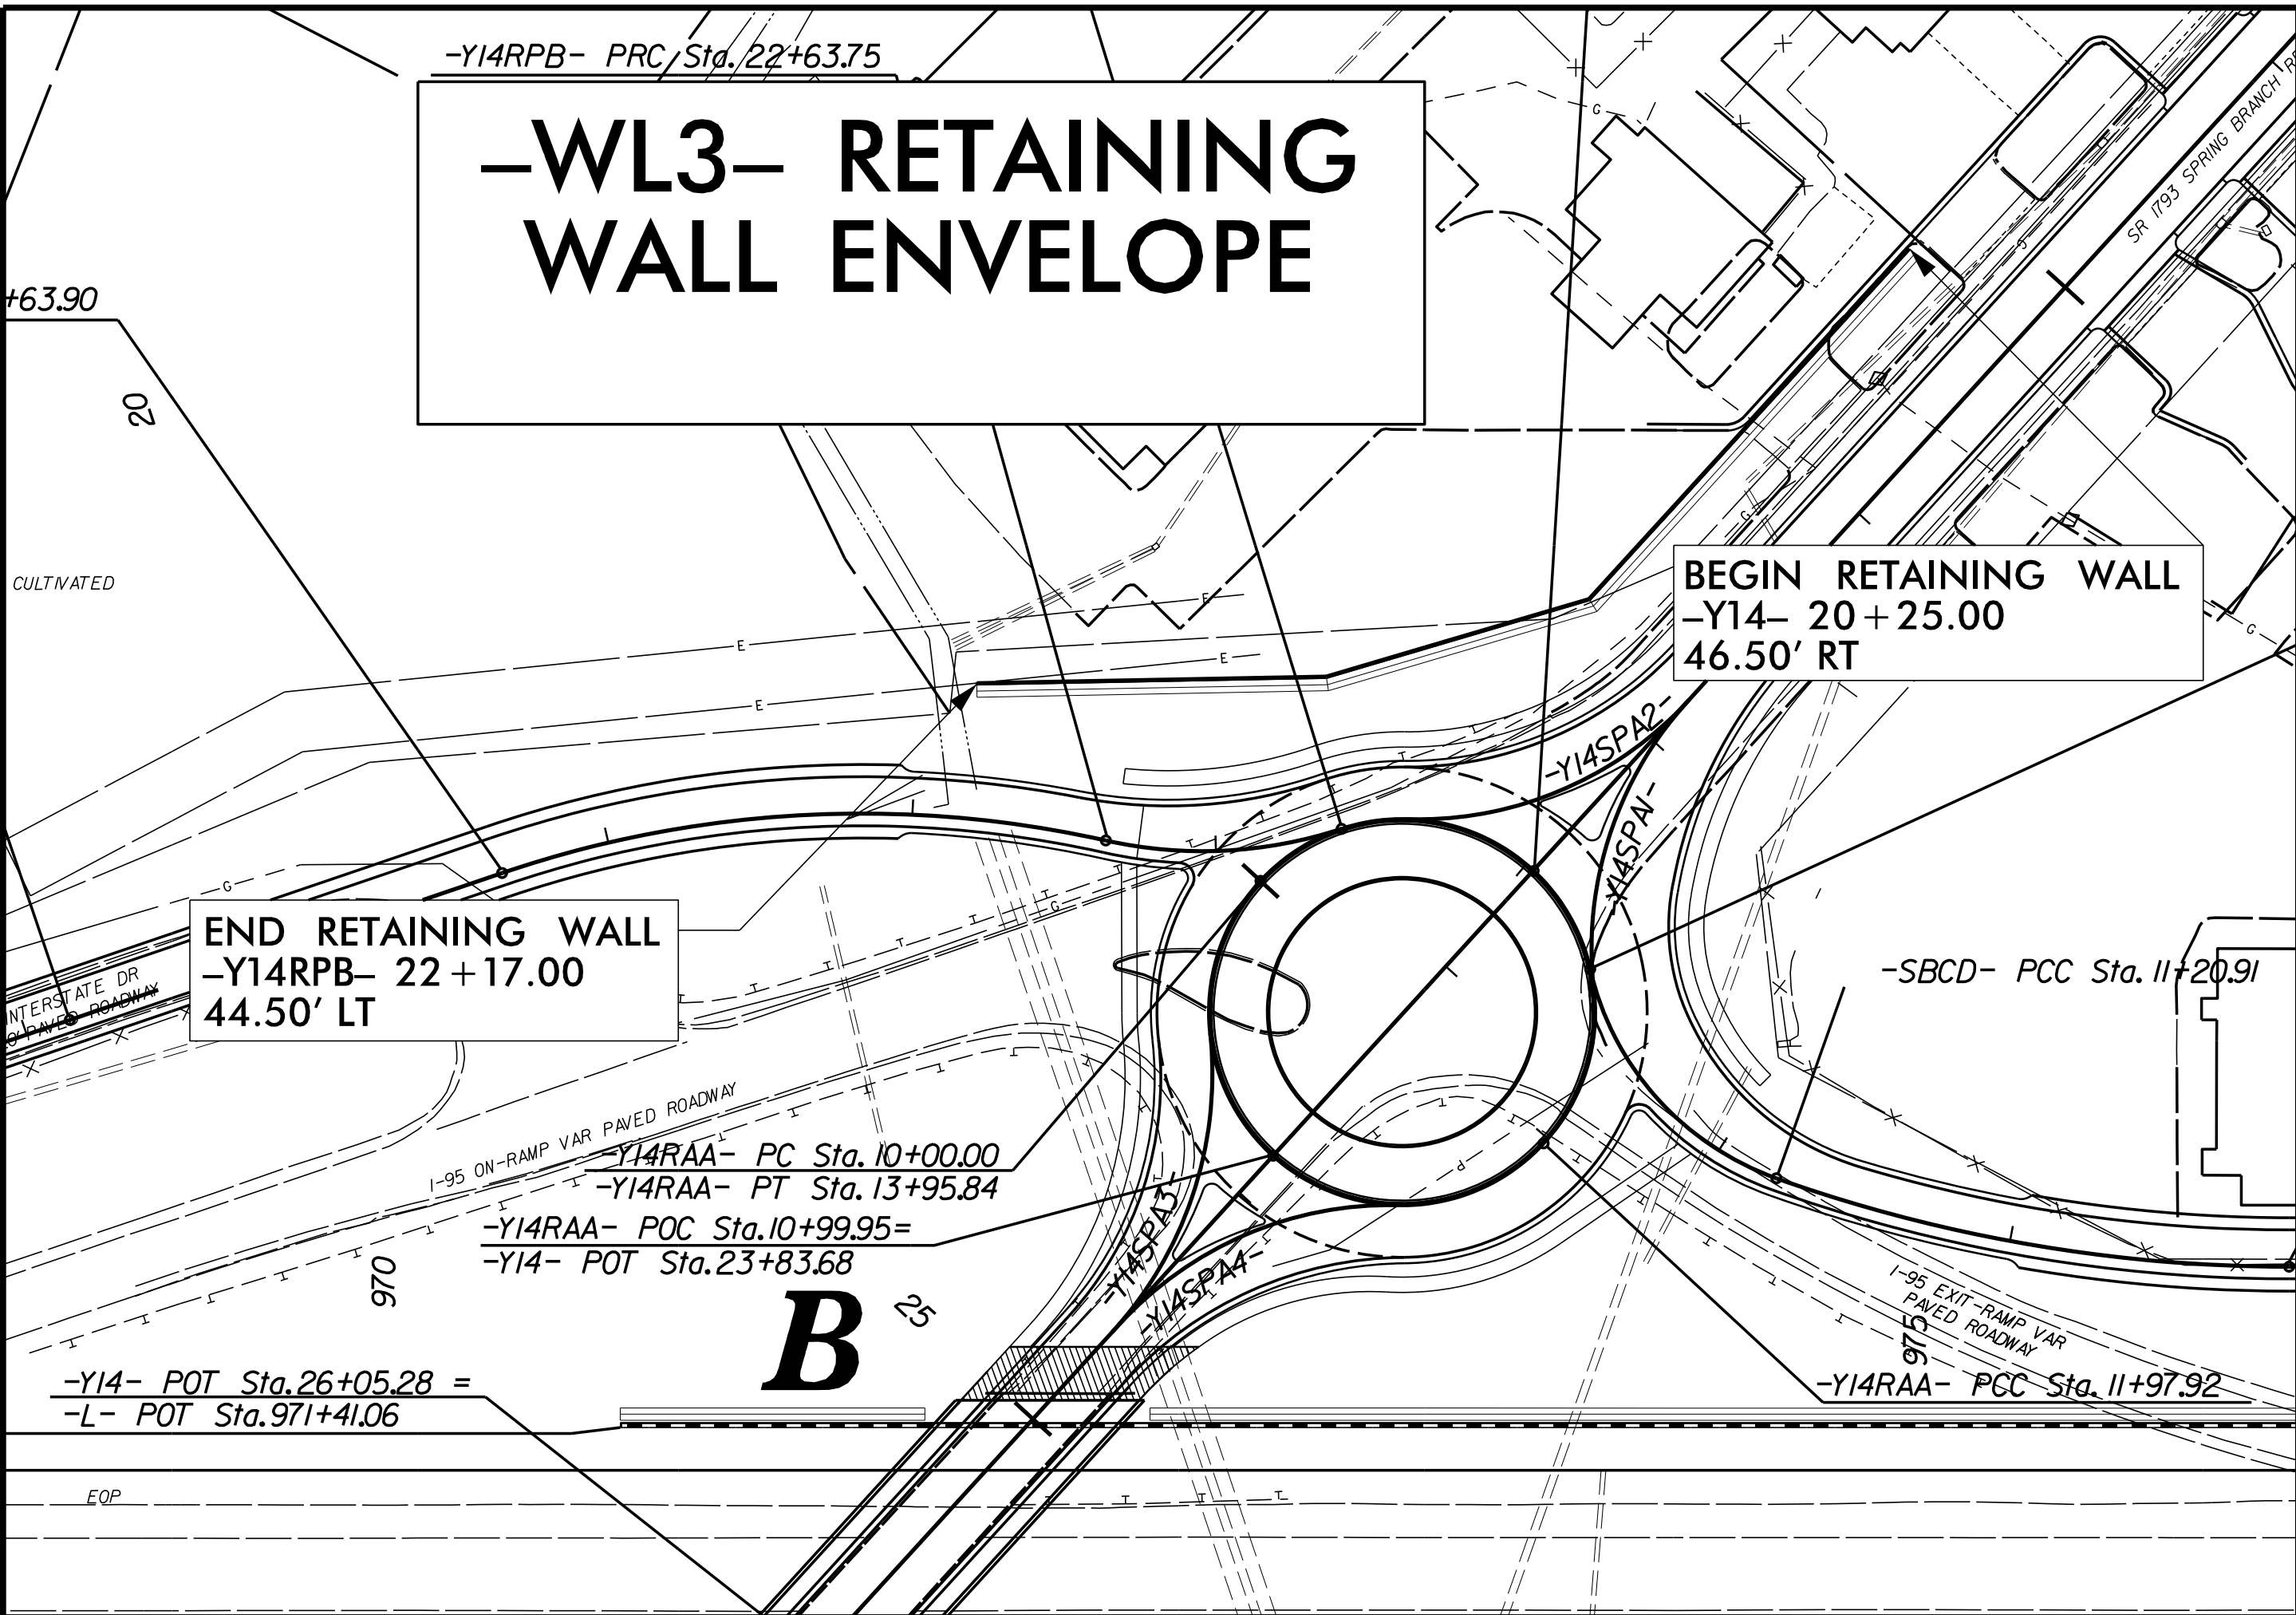 -Y14RPB- PRC Sta. 22+63.75
-WL3- RETAINING
WALL ENVELOPE
+63.90
20
CULTIVATED
SR 1793 SPRING BRANCH
G
G
G
J
E
E
E
E
BEGIN RETAINING WALL
-Y14- 20+25.00
46.50' RT
G
-Y14SPA2-
-Y14SPA1-
G
G
END RETAINING WALL
-Y14RPB- 22+17.00
44.50' LT
INTERSTATE DR
PAVED ROADWAY
-SBCD- PCC Sta. 11+20.91
I-95 ON-RAMP VAR PAVED ROADWAY
P
-Y14RAA- PC Sta. 10+00.00
-Y14RAA- PT Sta. 13+95.84
-Y14RAA- POC Sta. 10+99.95=
-Y14- POT Sta. 23+83.68
-Y14SPA3-
-Y14SPA4-
970
B
25
I-95 EXIT-RAMP VAR
PAVED ROADWAY
975
-Y14- POT Sta. 26+05.28 =
-L- POT Sta. 971+41.06
-Y14RAA- PCC Sta. 11+97.92
EOP